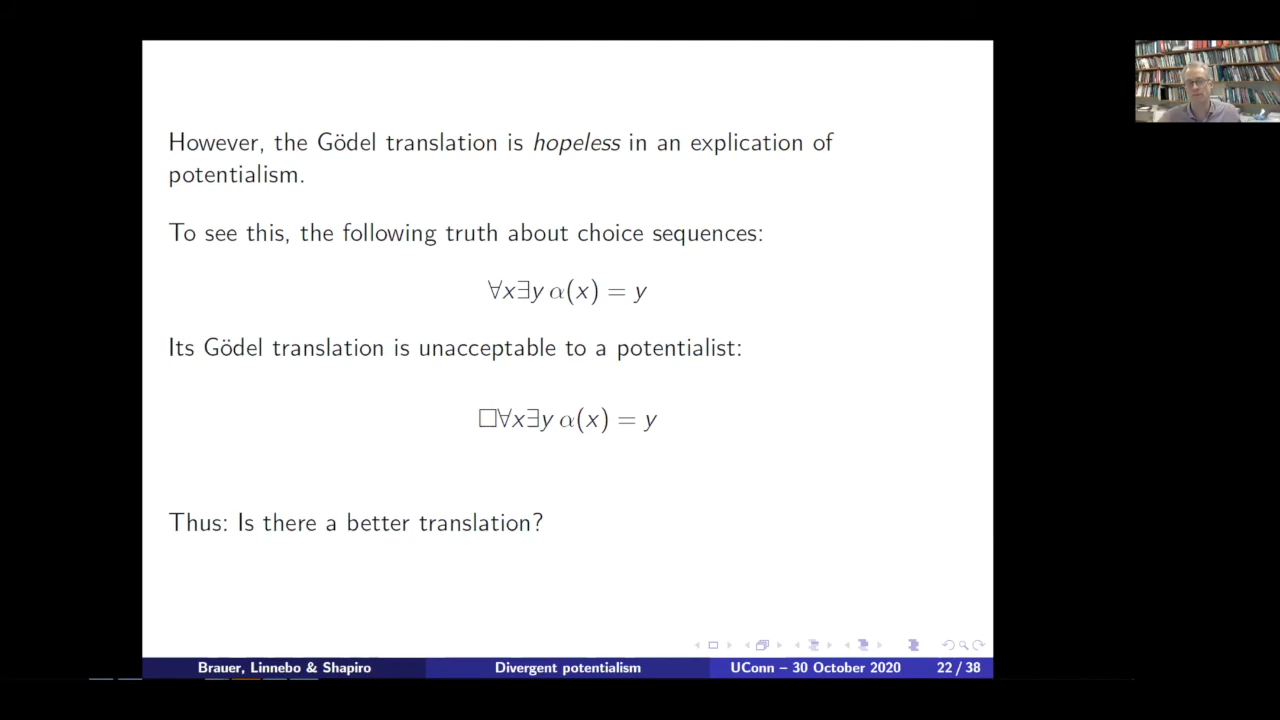 However, the Gödel translation is hopeless in an explication of
potentialism.
To see this, the following truth about choice sequences:
∀x∃y α(x) = y
Its Gödel translation is unacceptable to a potentialist:
□∀x∃y α(x) = y
Thus: Is there a better translation?
Brauer, Linnebo & Shapiro Divergent potentialism UConn – 30 October 2020 22 / 38